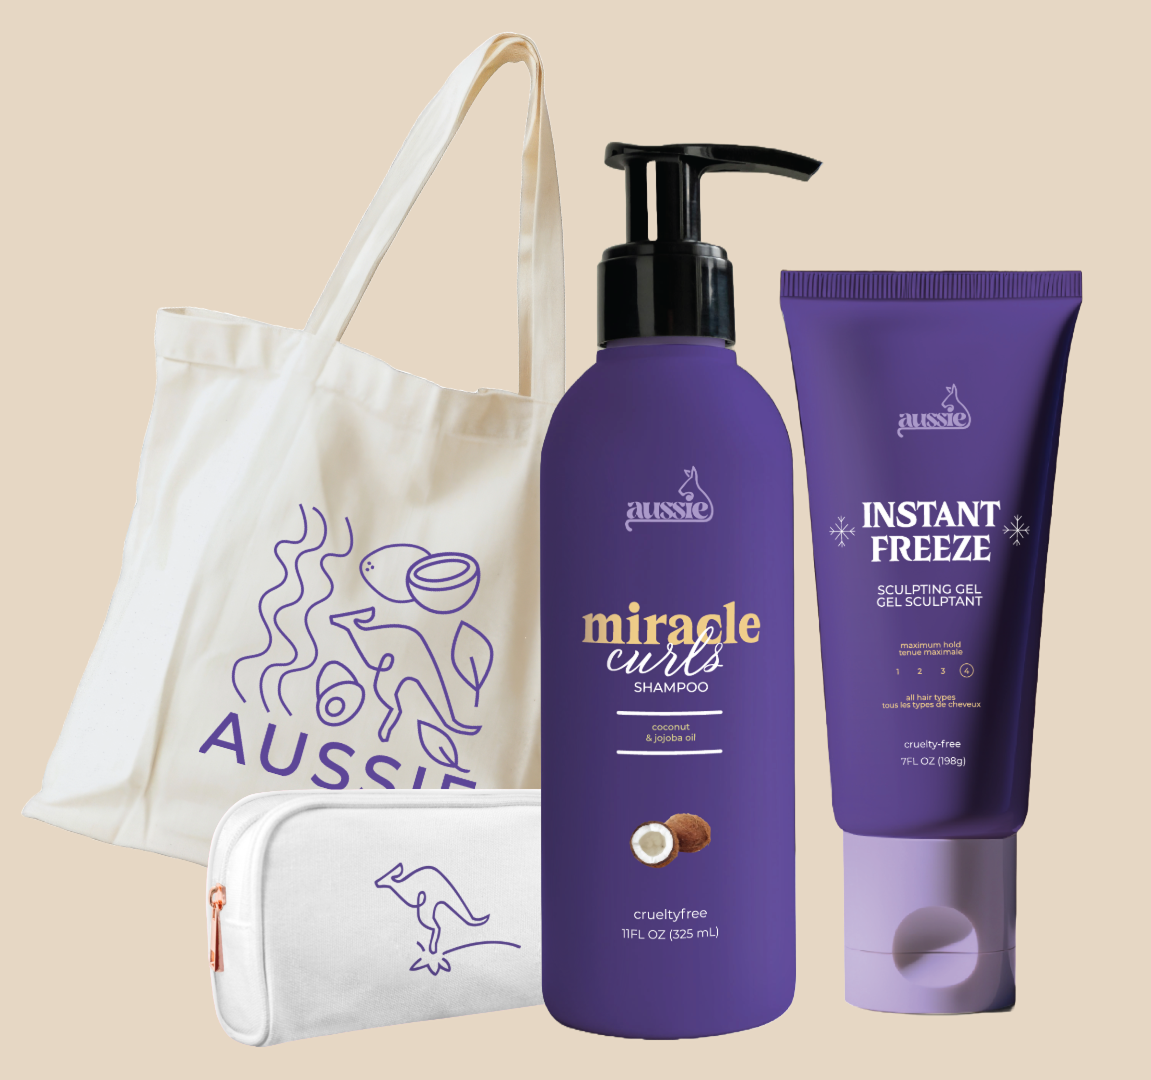 AUSSIE
aussie
miracle
curls
SHAMPOO
coconut
& jojoba oil
crueltyfree
11FL OZ (325 mL)
aussie
INSTANT
FREEZE
SCULPTING GEL
GEL SCULPTANT
maximum hold
tenue maximale
1 2 3 4
all hair types
tous les types de cheveux
cruelty-free
7FL OZ (198g)